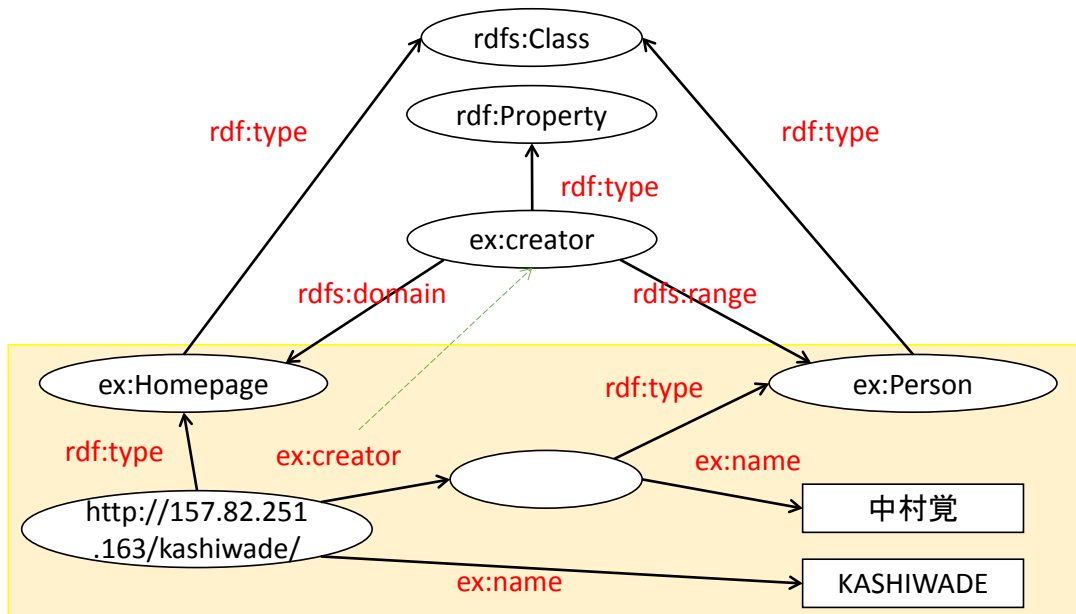 rdfs:Class
rdf:Property
rdf:type
rdf:type
rdf:type
ex:creator
rdfs:domain
rdfs:range
ex:Homepage
ex:Person
rdf:type
rdf:type
ex:creator
ex:name
http://157.82.251
.163/kashiwade/
中村覚
ex:name
KASHIWADE